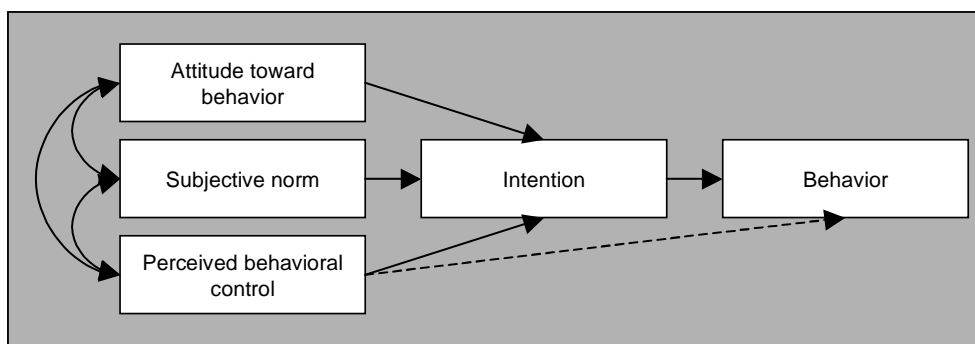 Attitude toward
behavior
Subjective norm
Intention
Behavior
Perceived behavioral
control